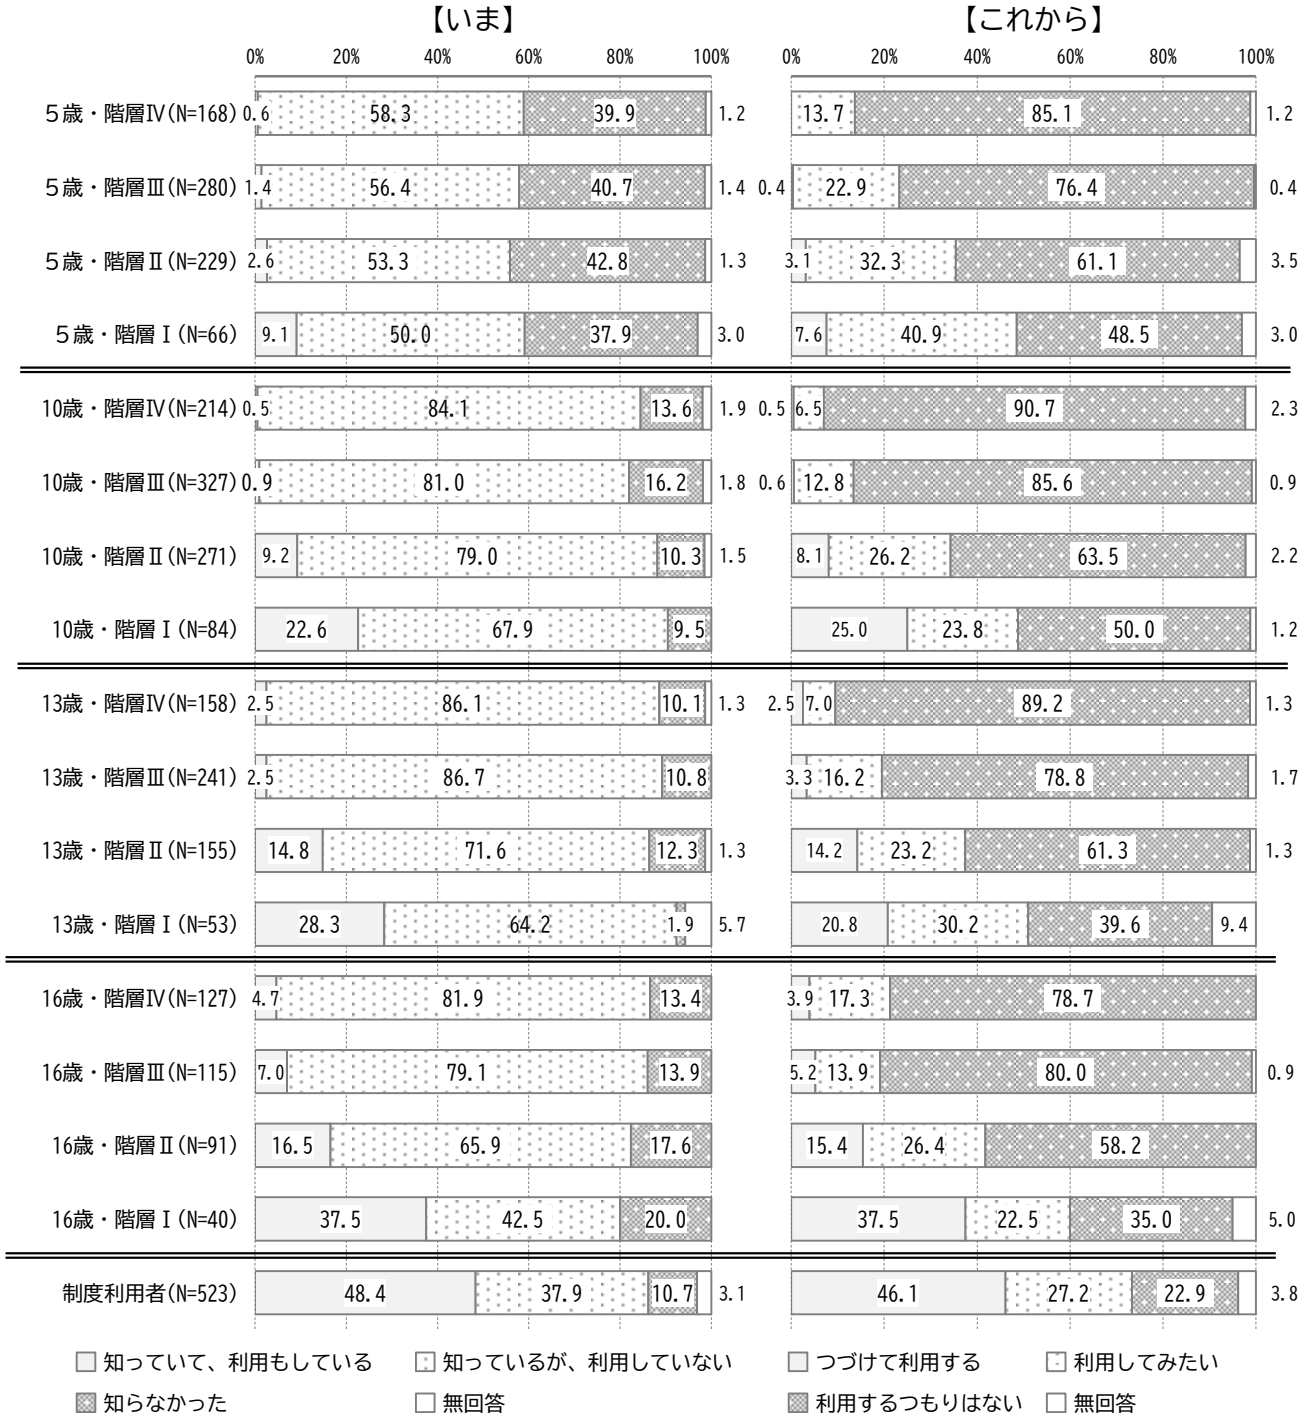 【いま】 【これから】
0% 20% 40% 60% 80% 100% 0% 20% 40% 60% 80% 100%
5歳・階層Ⅳ(N=168) 0.6 58.3 39.9 1.2 13.7 85.1 1.2
5歳・階層Ⅲ(N=280) 1.4 56.4 40.7 1.4 0.4 22.9 76.4 0.4
5歳・階層Ⅱ(N=229) 2.6 53.3 42.8 1.3 3.1 32.3 61.1 3.5
5歳・階層Ⅰ(N=66) 9.1 50.0 37.9 3.0 7.6 40.9 48.5 3.0
10歳・階層Ⅳ(N=214) 0.5 84.1 13.6 1.9 0.5 6.5 90.7 2.3
10歳・階層Ⅲ(N=327) 0.9 81.0 16.2 1.8 0.6 12.8 85.6 0.9
10歳・階層Ⅱ(N=271) 9.2 79.0 10.3 1.5 8.1 26.2 63.5 2.2
10歳・階層Ⅰ(N=84) 22.6 67.9 9.5 25.0 23.8 50.0 1.2
13歳・階層Ⅳ(N=158) 2.5 86.1 10.1 1.3 2.5 7.0 89.2 1.3
13歳・階層Ⅲ(N=241) 2.5 86.7 10.8 3.3 16.2 78.8 1.7
13歳・階層Ⅱ(N=155) 14.8 71.6 12.3 1.3 14.2 23.2 61.3 1.3
13歳・階層Ⅰ(N=53) 28.3 64.2 1.9 5.7 20.8 30.2 39.6 9.4
16歳・階層Ⅳ(N=127) 4.7 81.9 13.4 3.9 17.3 78.7
16歳・階層Ⅲ(N=115) 7.0 79.1 13.9 5.2 13.9 80.0 0.9
16歳・階層Ⅱ(N=91) 16.5 65.9 17.6 15.4 26.4 58.2
16歳・階層Ⅰ(N=40) 37.5 42.5 20.0 37.5 22.5 35.0 5.0
制度利用者(N=523) 48.4 37.9 10.7 3.1 46.1 27.2 22.9 3.8
知っていて、利用もしている 知っているが、利用していない つづけて利用する 利用してみたい
知らなかった 無回答 利用するつもりはない 無回答